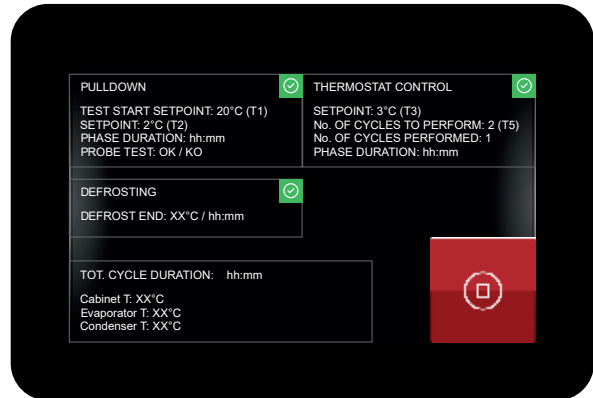 PULLDOWN
TEST START SETPOINT: 20°C (T1)
SETPOINT: 2°C (T2)
PHASE DURATION: hh:mm
PROBE TEST: OK / KO
THERMOSTAT CONTROL
SETPOINT: 3°C (T3)
No. OF CYCLES TO PERFORM: 2 (T5)
No. OF CYCLES PERFORMED: 1
PHASE DURATION: hh:mm
DEFROSTING
DEFROST END: XX°C / hh:mm
TOT. CYCLE DURATION: hh:mm
Cabinet T: XX°C
Evaporator T: XX°C
Condenser T: XX°C